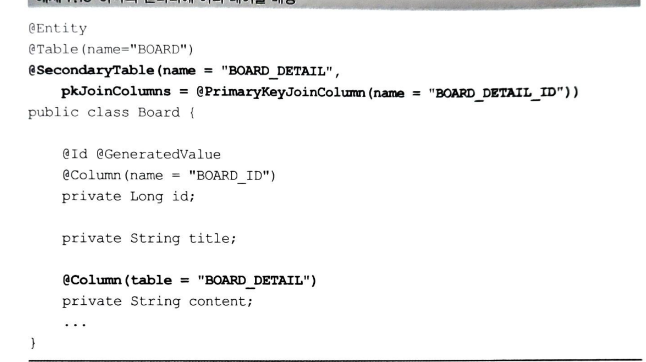 @Entity
@Table(name="BOARD")
@SecondaryTable(name = "BOARD_DETAIL",
    pkJoinColumns = @PrimaryKeyJoinColumn(name = "BOARD_DETAIL_ID"))
public class Board {

    @Id @GeneratedValue
    @Column(name = "BOARD_ID")
    private Long id;

    private String title;

    @Column(table = "BOARD_DETAIL")
    private String content;
    ...
}